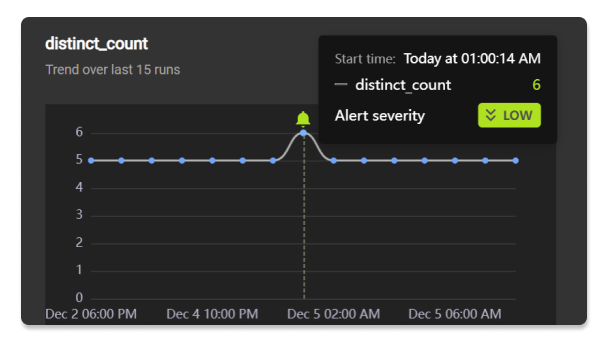 distinct_count
Trend over last 15 runs
Start time: Today at 01:00:14 AM
distinct_count 6
Alert severity LOW
6
5
4
3
2
1
0
Dec 2 06:00 PM Dec 4 10:00 PM Dec 5 02:00 AM Dec 5 06:00 AM